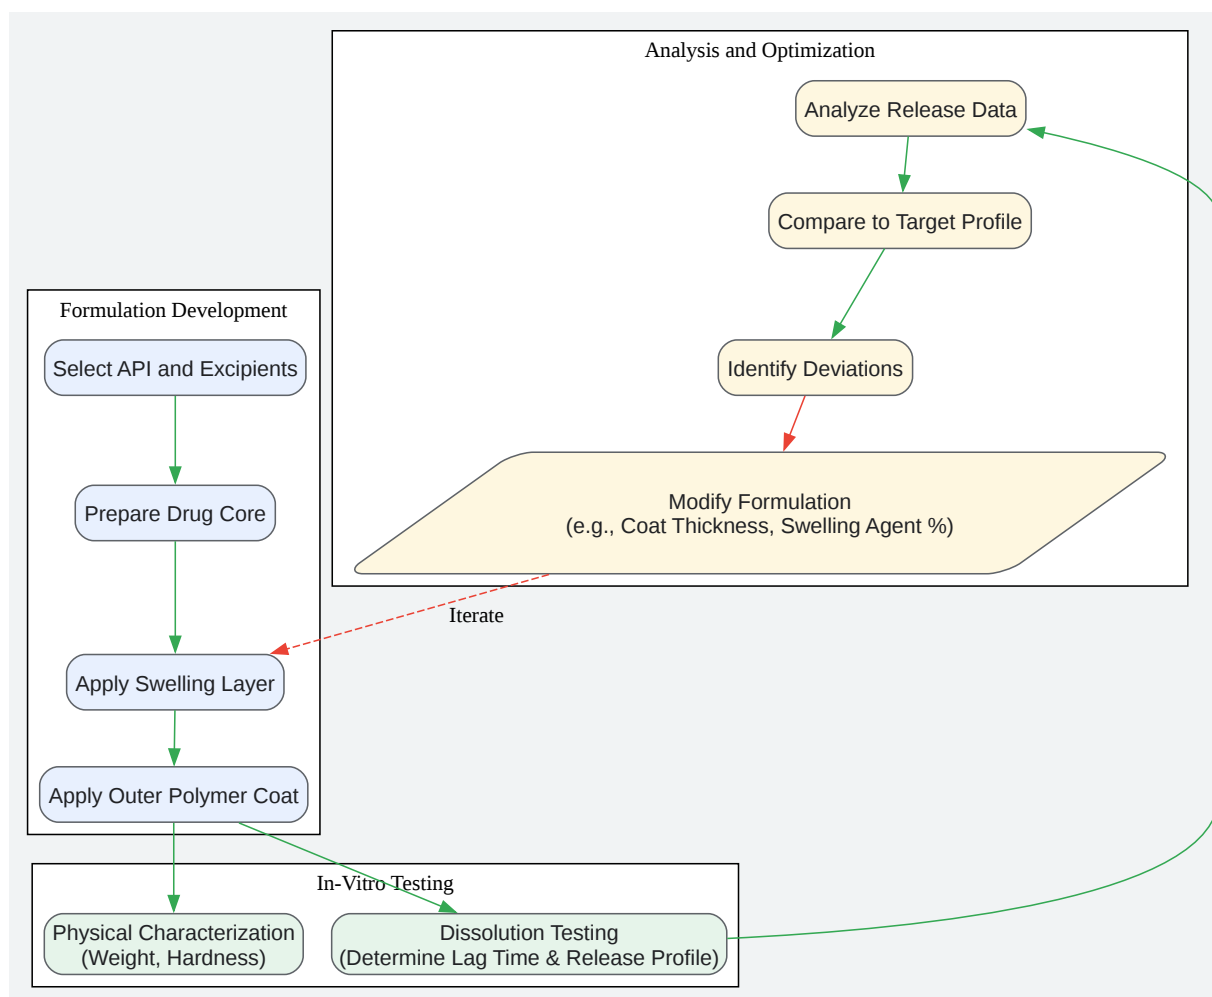 Analysis and Optimization
Analyze Release Data
Compare to Target Profile
Identify Deviations
Modify Formulation
(e.g., Coat Thickness, Swelling Agent %)
Iterate
Formulation Development
Select API and Excipients
Prepare Drug Core
Apply Swelling Layer
Apply Outer Polymer Coat
In-Vitro Testing
Physical Characterization
(Weight, Hardness)
Dissolution Testing
(Determine Lag Time & Release Profile)